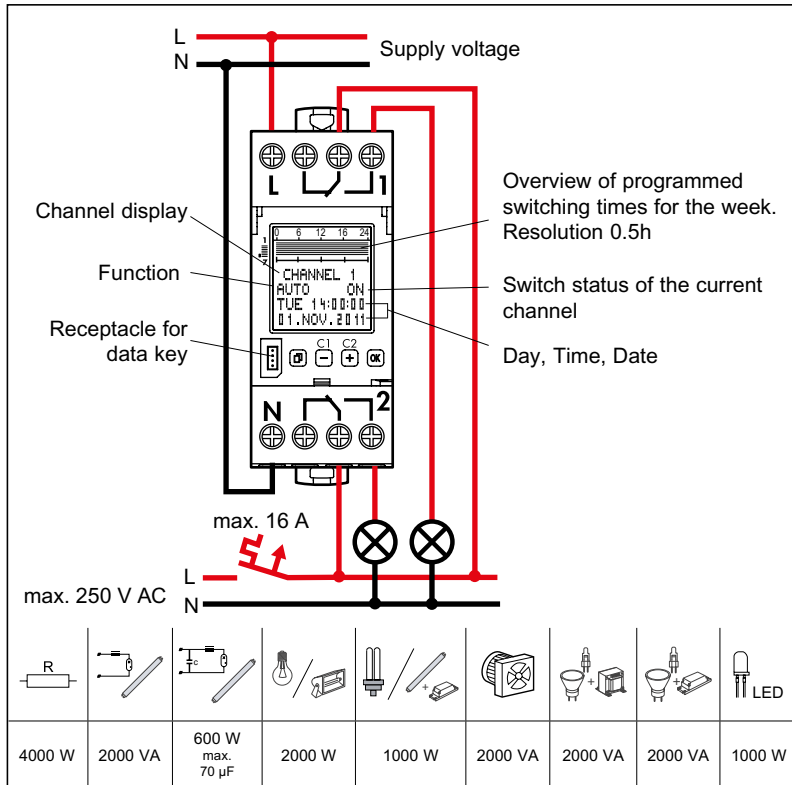 L
Supply voltage
N
L
1
Overview of programmed
switching times for the week.
Resolution 0.5h
Channel display
0 6 12 16 24
1
7
CHANNEL 1
Function
AUTO ON
Switch status of the current
channel
TUE 14:00:00
01.NOV.2011
Receptacle for
data key
C1 C2
- + OK
Day, Time, Date
N
2
max. 16 A
L
max. 250 V AC
N
R
C
+
+
+
LED
4000 W
2000 VA
600 W
max.
70 µF
2000 W
1000 W
2000 VA
2000 VA
2000 VA
1000 W